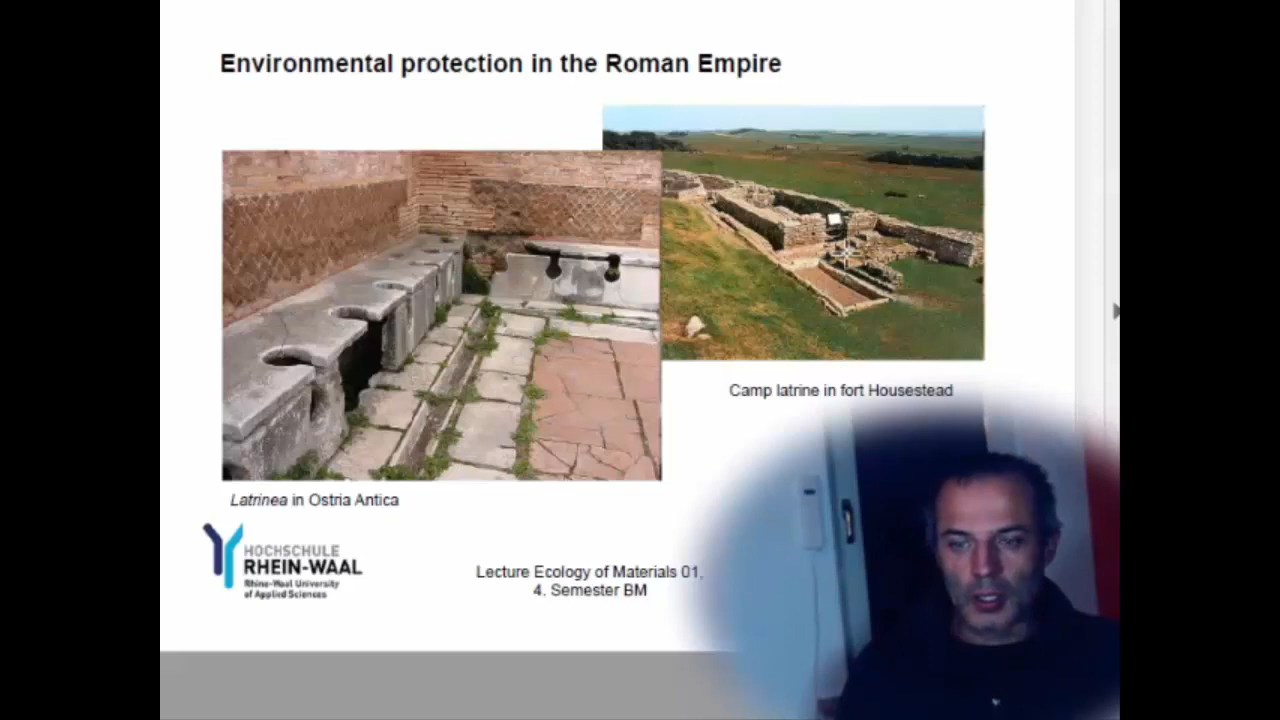 Environmental protection in the Roman Empire
Camp latrine in fort Housestead
Latrinea in Ostria Antica
HOCHSCHULE
RHEIN-WAAL
Rhine-Waal University
of Applied Sciences
Lecture Ecology of Materials 01,
4. Semester BM